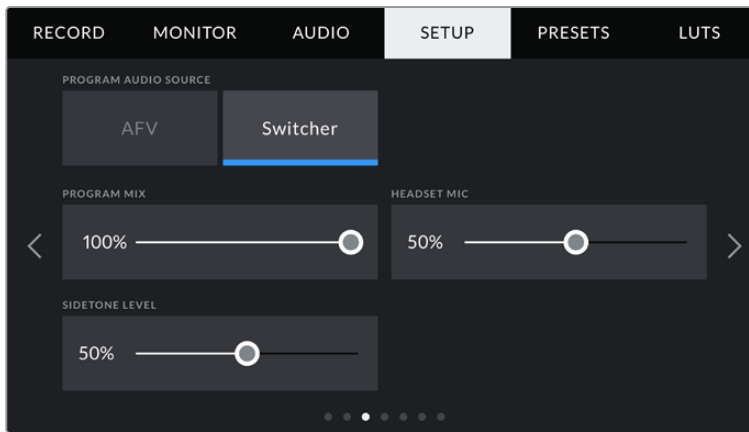 RECORD MONITOR AUDIO SETUP PRESETS LUTS
PROGRAM AUDIO SOURCE
AFV Switcher
PROGRAM MIX HEADSET MIC
100% 50%
SIDETONE LEVEL
50%